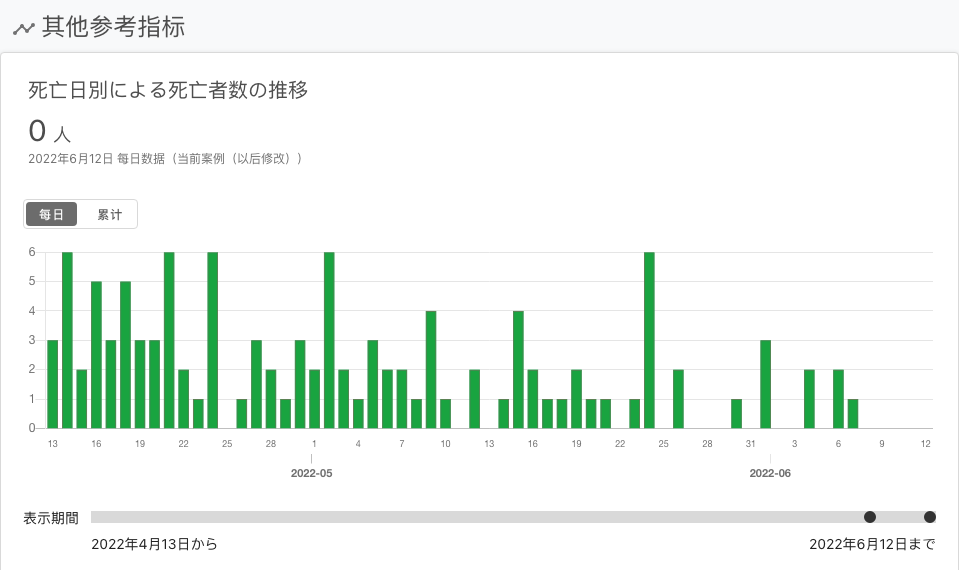 其他参考指标
死亡日別による死亡者数の推移
0 人
2022年6月12日 每日数据（当前案例（以后修改））
每日 累计
6
5
4
3
2
1
0
13 16 19 22 25 28 1 4 7 10 13 16 19 22 25 28 31 3 6 9 12
2022-05 2022-06
表示期間
2022年4月13日から 2022年6月12日まで